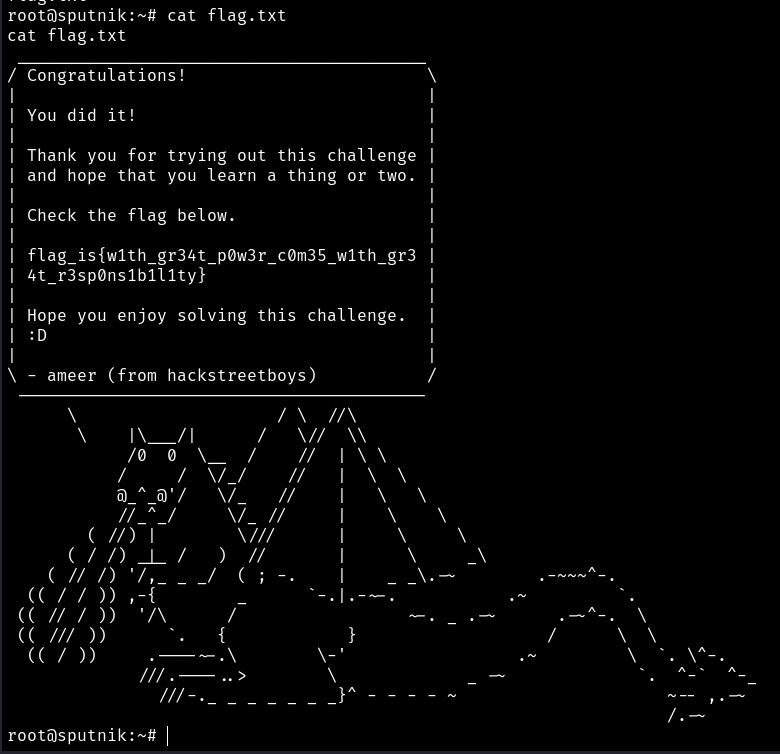 root@sputnik:~# cat flag.txt
cat flag.txt
Congratulations!
You did it!
Thank you for trying out this challenge
and hope that you learn a thing or two.
Check the flag below.
flag_is{w1th_gr34t_p0w3r_c0m35_w1th_gr3
4t_r3sp0ns1b1l1ty}
Hope you enjoy solving this challenge.
:D
- ameer (from hackstreetboys)
root@sputnik:~#